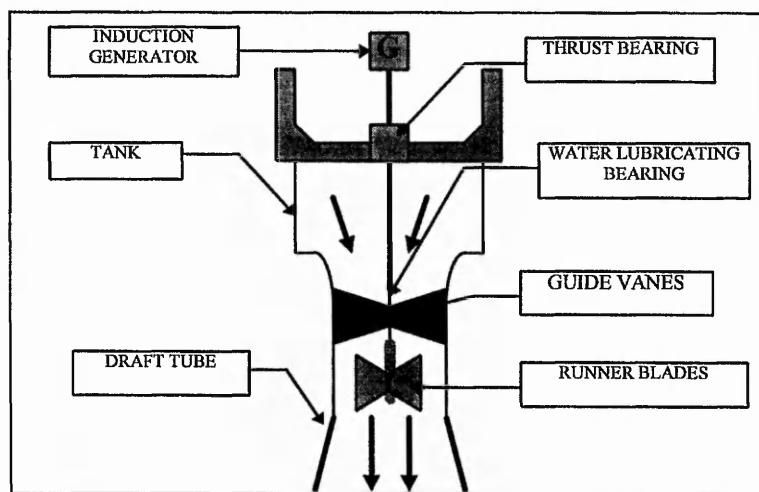 INDUCTION
GENERATOR
G
THRUST BEARING
TANK
WATER LUBRICATING
BEARING
GUIDE VANES
DRAFT TUBE
RUNNER BLADES